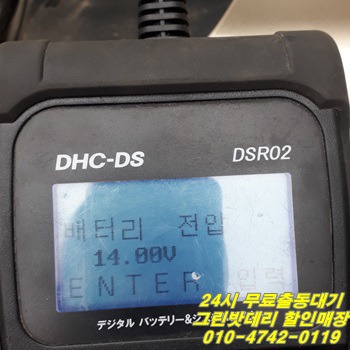 DHC-DS DSR02
배터리 전압
14.00V
ENTER 입력
24시 무료출동대기
그린밧데리 할인매장
デジタル バッテリー&
010-4742-0119